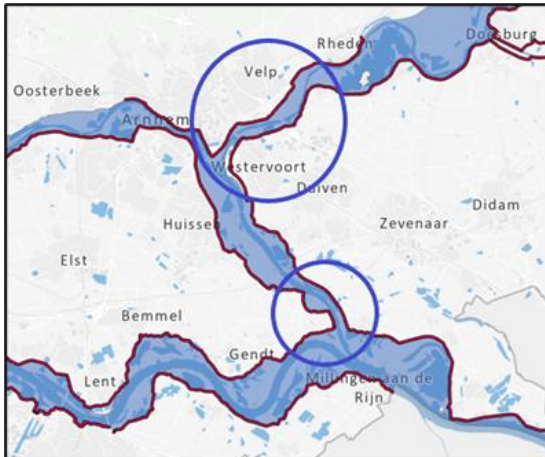 Doesburg
Rheden
Velp
Oosterbeek
Arnhem
Westervoort
Duiven
Didam
Huissen
Zevenaar
Elst
Bemmel
Gendt
Lent
Millingen aan de
Rijn